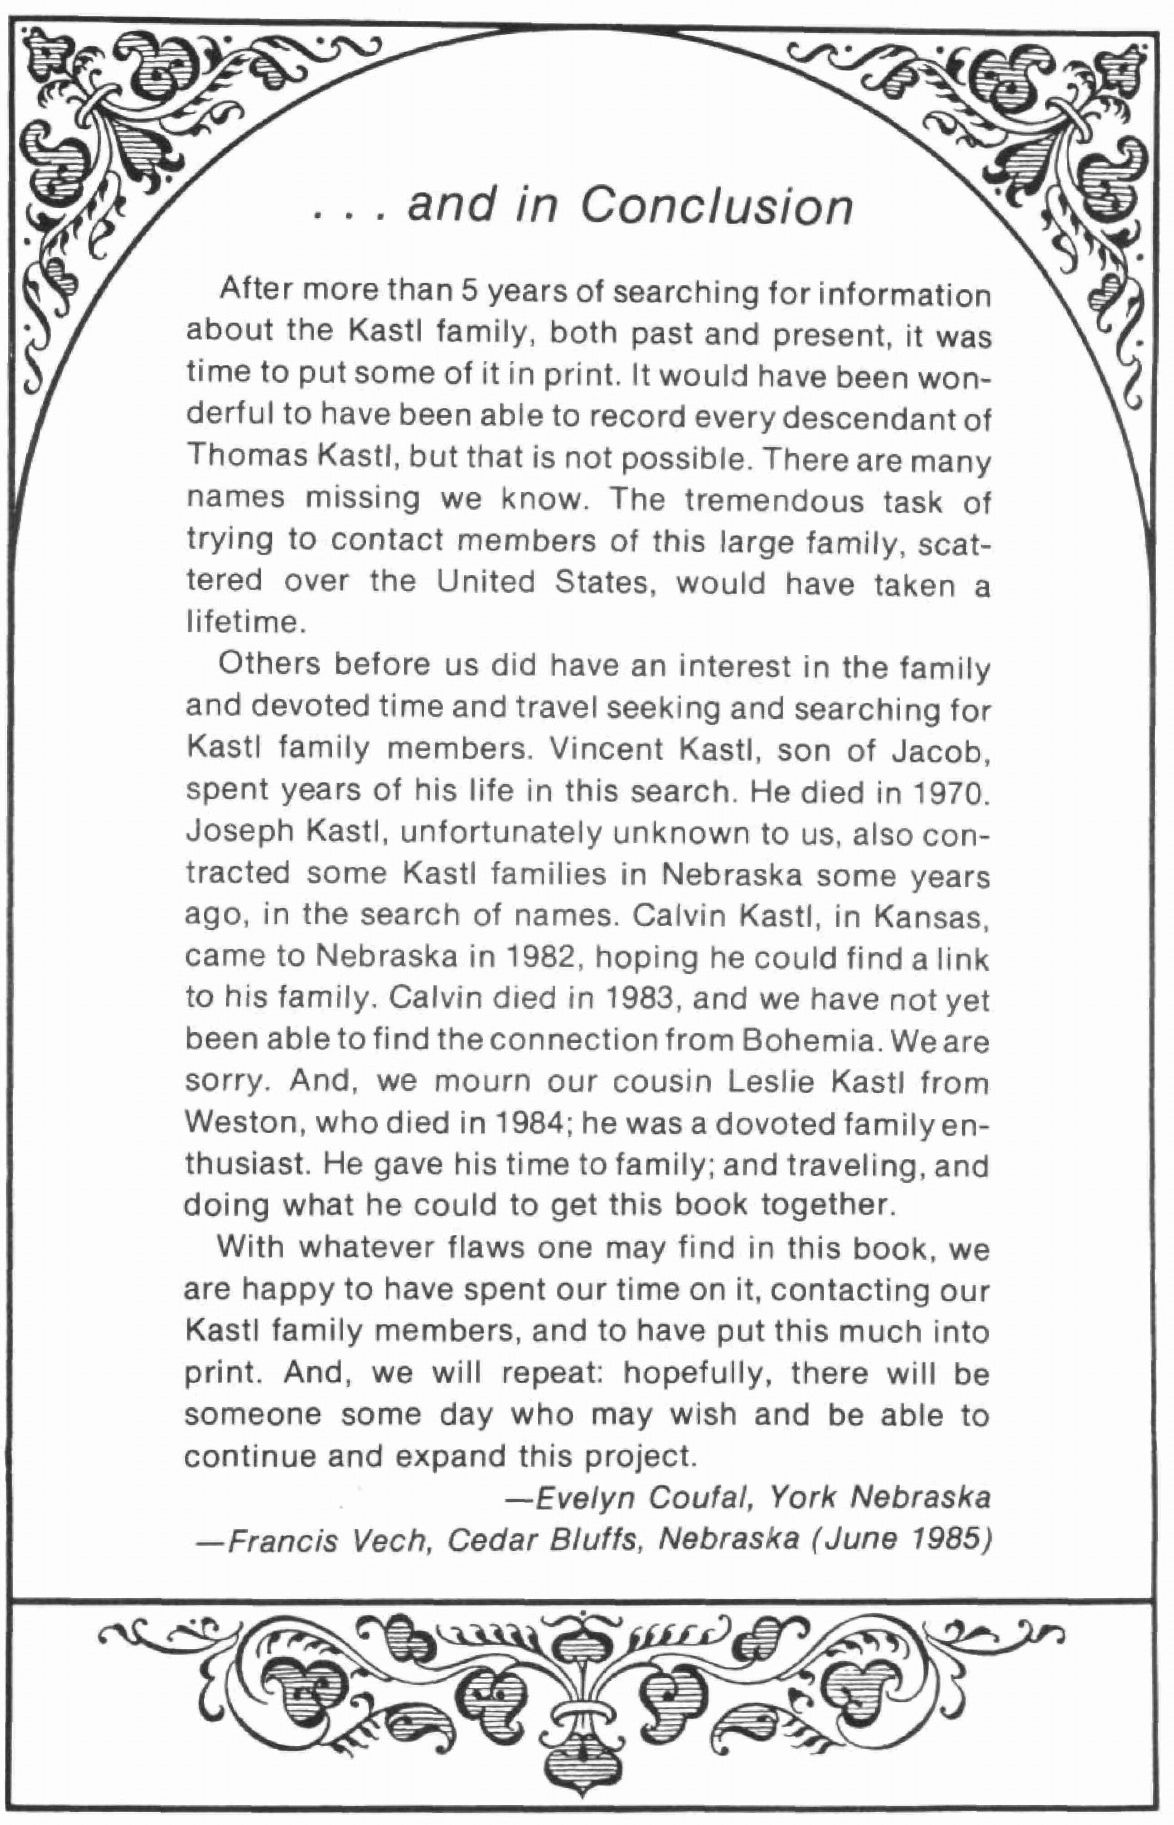 . . . and in Conclusion
After more than 5 years of searching for information
about the Kastl family, both past and present, it was
time to put some of it in print. It would have been won-
derful to have been able to record every descendant of
Thomas Kastl, but that is not possible. There are many
names missing we know. The tremendous task of
trying to contact members of this large family, scat-
tered over the United States, would have taken a
lifetime.
Others before us did have an interest in the family
and devoted time and travel seeking and searching for
Kastl family members. Vincent Kastl, son of Jacob,
spent years of his life in this search. He died in 1970.
Joseph Kastl, unfortunately unknown to us, also con-
tracted some Kastl families in Nebraska some years
ago, in the search of names. Calvin Kastl, in Kansas,
came to Nebraska in 1982, hoping he could find a link
to his family. Calvin died in 1983, and we have not yet
been able to find the connection from Bohemia. We are
sorry. And, we mourn our cousin Leslie Kastl from
Weston, who died in 1984; he was a dovoted family en-
thusiast. He gave his time to family; and traveling, and
doing what he could to get this book together.
With whatever flaws one may find in this book, we
are happy to have spent our time on it, contacting our
Kastl family members, and to have put this much into
print. And, we will repeat: hopefully, there will be
someone some day who may wish and be able to
continue and expand this project.
—Evelyn Coufal, York Nebraska
—Francis Vech, Cedar Bluffs, Nebraska (June 1985)